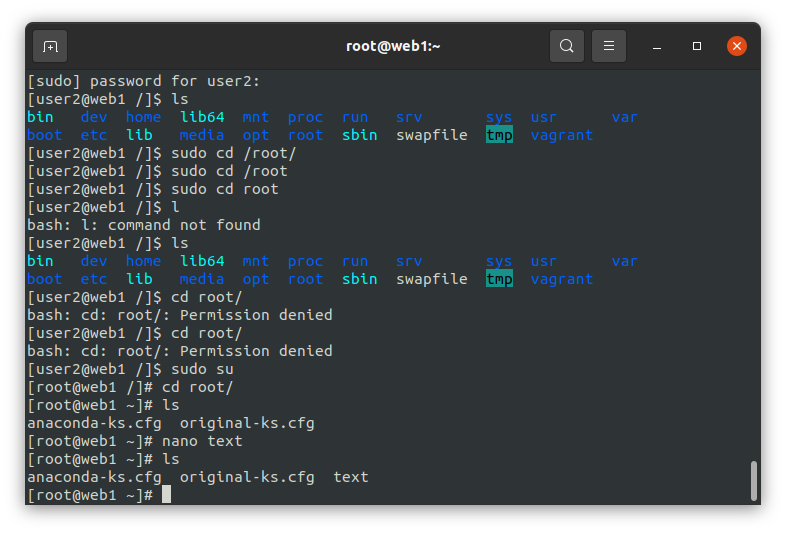 root@web1:~
[sudo] password for user2:
[user2@web1 /]$ ls
bin   dev  home  lib64  mnt  proc  run   srv       sys  usr      var
boot  etc  lib   media  opt  root  sbin  swapfile  tmp  vagrant
[user2@web1 /]$ sudo cd /root/
[user2@web1 /]$ sudo cd /root
[user2@web1 /]$ sudo cd root
[user2@web1 /]$ l
bash: l: command not found
[user2@web1 /]$ ls
bin   dev  home  lib64  mnt  proc  run   srv       sys  usr      var
boot  etc  lib   media  opt  root  sbin  swapfile  tmp  vagrant
[user2@web1 /]$ cd root/
bash: cd: root/: Permission denied
[user2@web1 /]$ cd root/
bash: cd: root/: Permission denied
[user2@web1 /]$ sudo su
[root@web1 /]# cd root/
[root@web1 ~]# ls
anaconda-ks.cfg  original-ks.cfg
[root@web1 ~]# nano text
[root@web1 ~]# ls
anaconda-ks.cfg  original-ks.cfg  text
[root@web1 ~]#